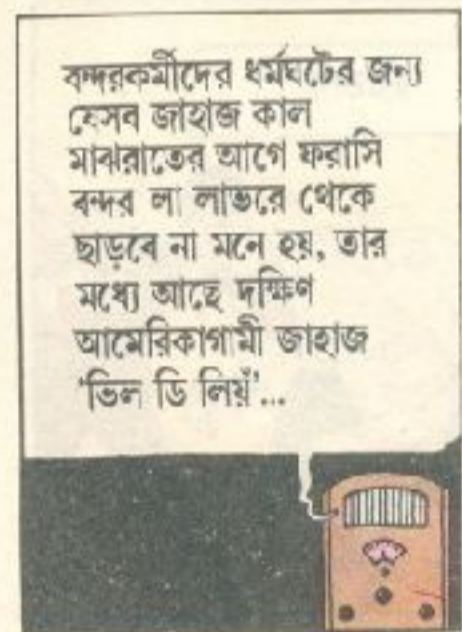 বন্দরকর্মীদের ধর্মঘটের জন্য
যেসব জাহাজ কাল
মাঝরাতের আগে ফরাসি
বন্দর লা লাভরে থেকে
ছাড়বে না মনে হয়, তার
মধ্যে আছে দক্ষিণ
আমেরিকাগামী জাহাজ
'ভিল ডি লিয়ঁ'...